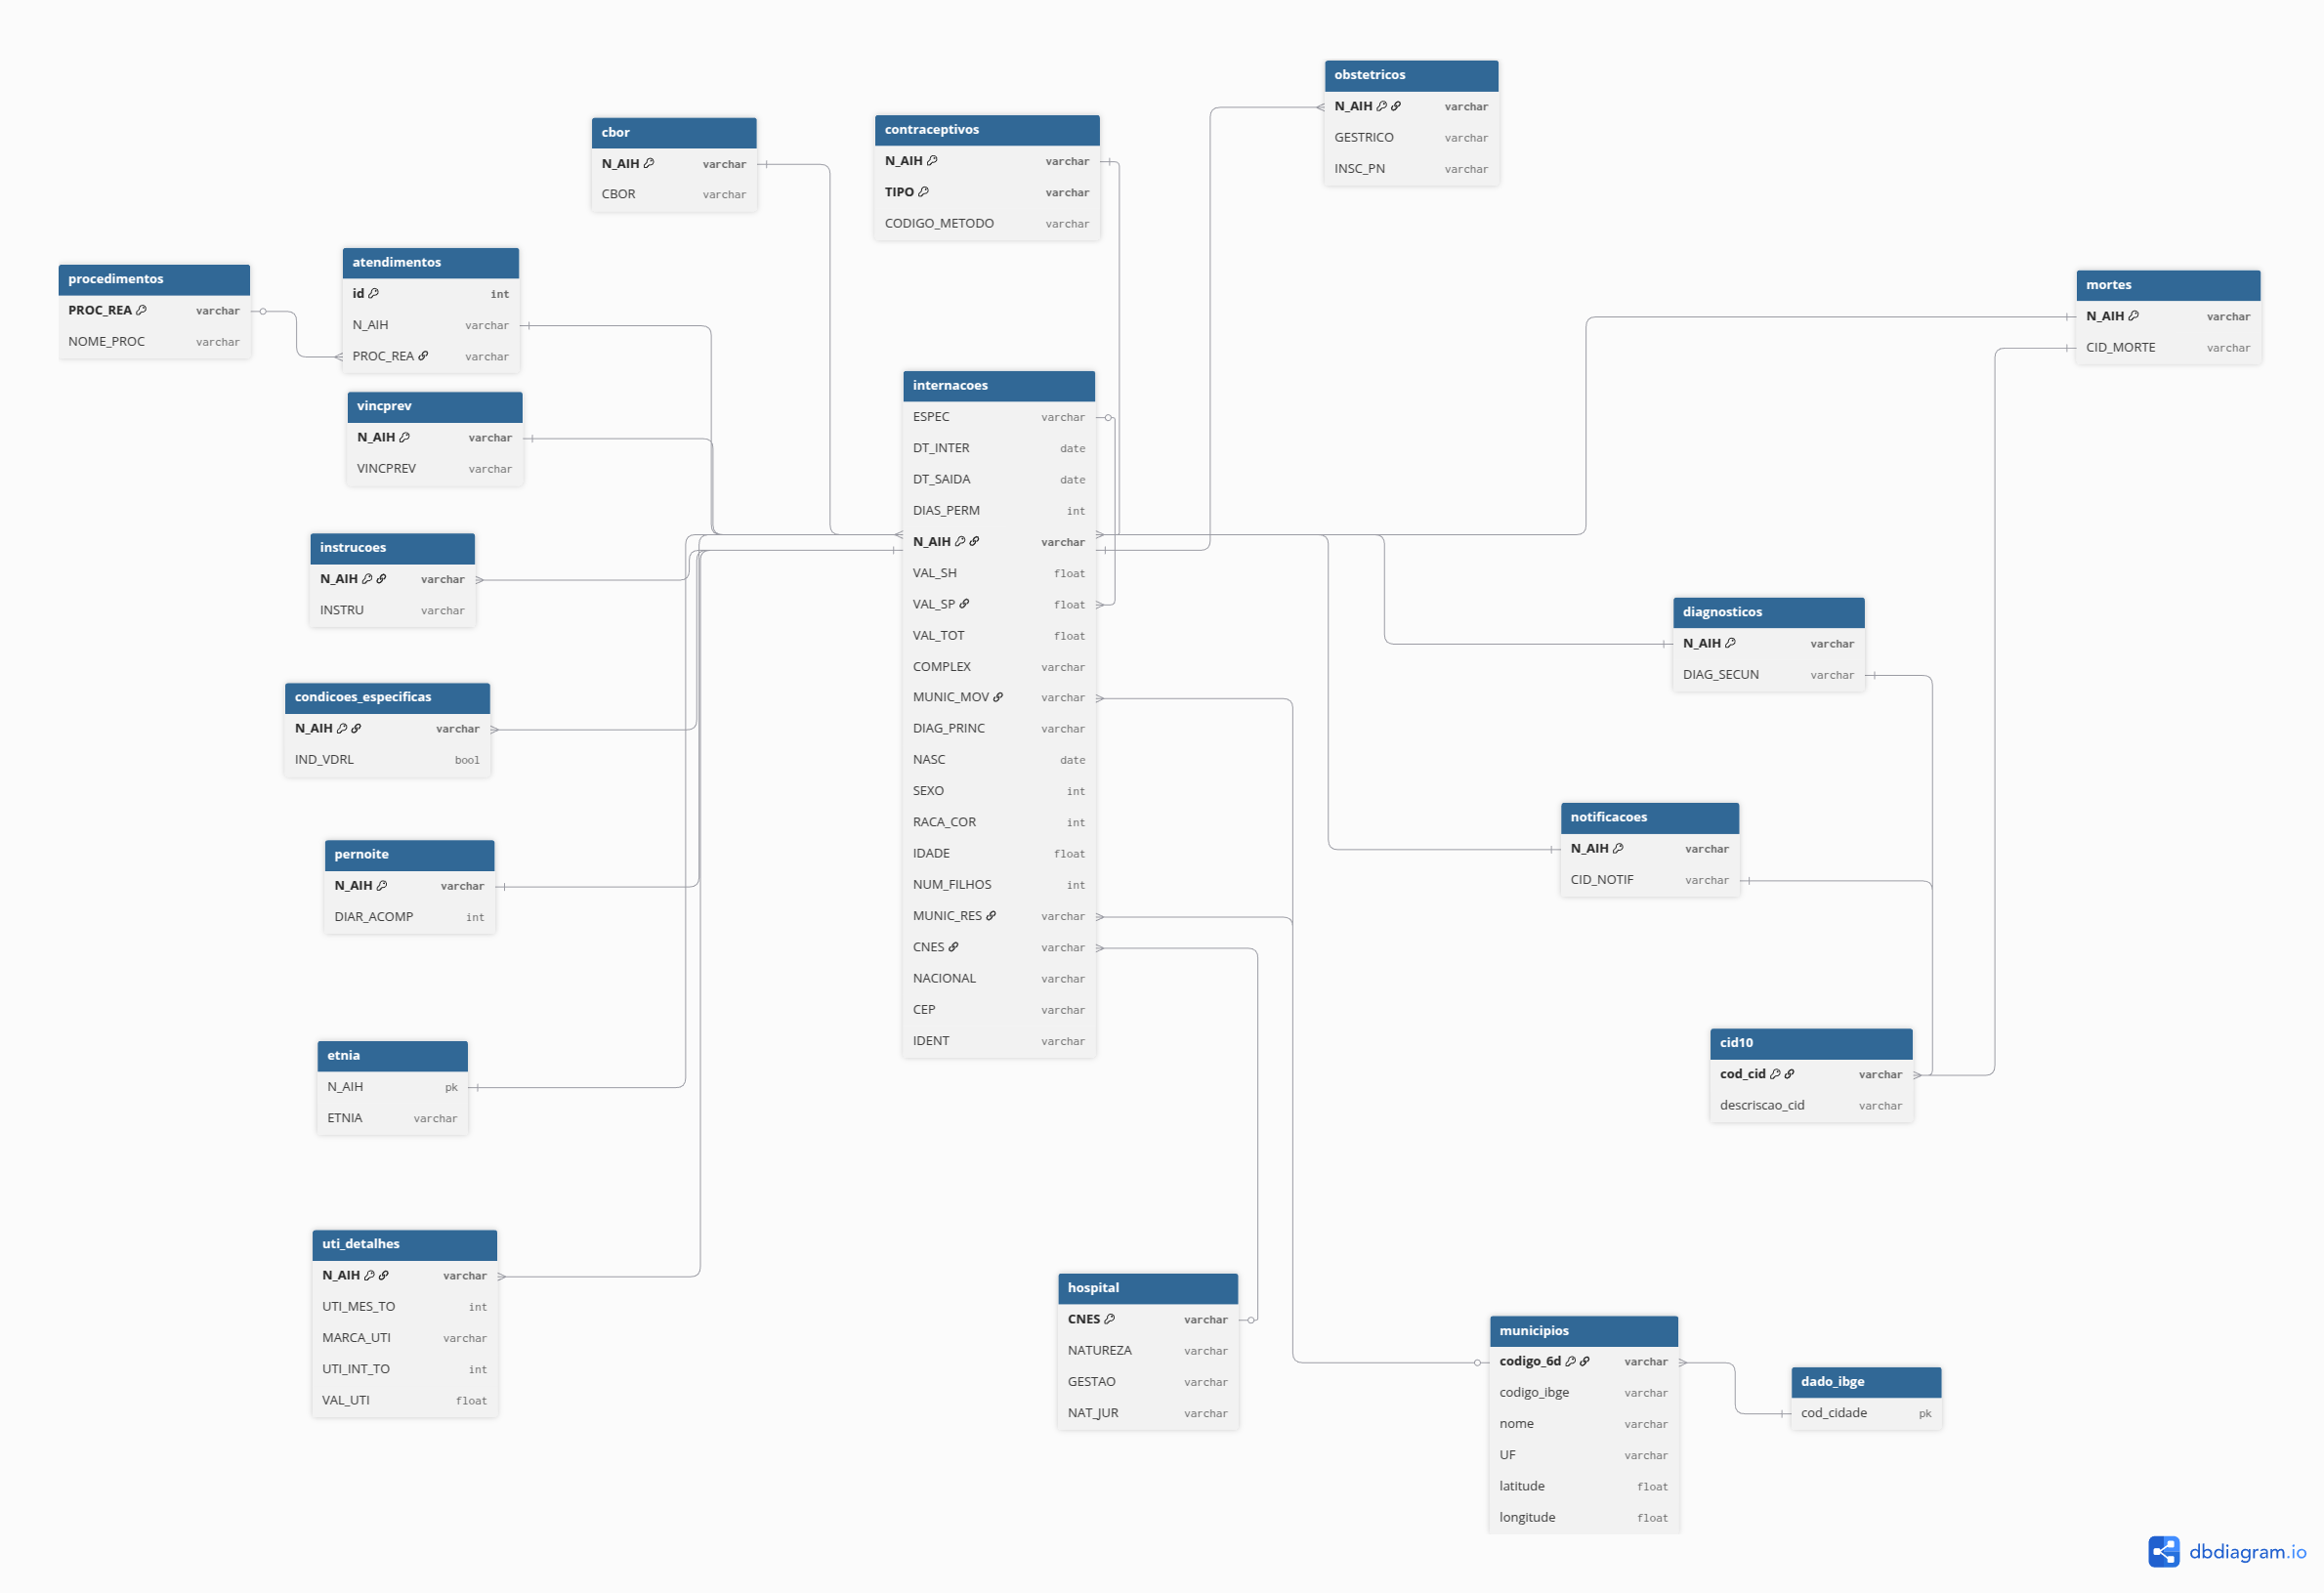 obstetricos
N_AIH varchar
GESTRICO varchar
INSC_PN varchar
contraceptivos
N_AIH varchar
TIPO varchar
CODIGO_METODO varchar
cbor
N_AIH varchar
CBOR varchar
atendimentos
id int
N_AIH varchar
PROC_REA varchar
procedimentos
PROC_REA varchar
NOME_PROC varchar
mortes
N_AIH varchar
CID_MORTE varchar
vincprev
N_AIH varchar
VINCPREV varchar
internacoes
ESPEC varchar
DT_INTER date
DT_SAIDA date
DIAS_PERM int
N_AIH varchar
VAL_SH float
VAL_SP float
VAL_TOT float
COMPLEX varchar
MUNIC_MOV varchar
DIAG_PRINC varchar
NASC date
SEXO int
RACA_COR int
IDADE float
NUM_FILHOS int
MUNIC_RES varchar
CNES varchar
NACIONAL varchar
CEP varchar
IDENT varchar
instrucoes
N_AIH varchar
INSTRU varchar
condicoes_especificas
N_AIH varchar
IND_VDRL bool
pernoite
N_AIH varchar
DIAR_ACOMP int
etnia
N_AIH pk
ETNIA varchar
uti_detalhes
N_AIH varchar
UTI_MES_TO int
MARCA_UTI varchar
UTI_INT_TO int
VAL_UTI float
diagnosticos
N_AIH varchar
DIAG_SECUN varchar
notificacoes
N_AIH varchar
CID_NOTIF varchar
cid10
cod_cid varchar
descriscao_cid varchar
hospital
CNES varchar
NATUREZA varchar
GESTAO varchar
NAT_JUR varchar
municipios
codigo_6d varchar
codigo_ibge varchar
nome varchar
UF varchar
latitude float
longitude float
dado_ibge
cod_cidade pk
dbdiagram.io